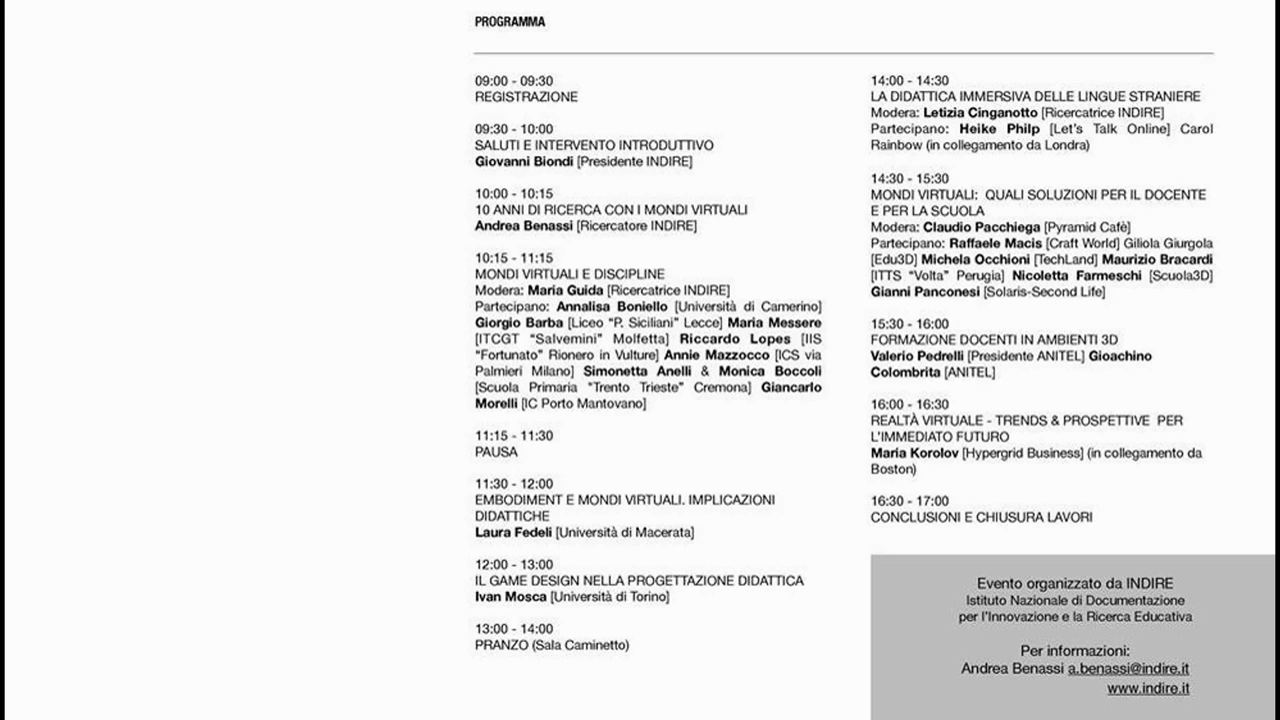 PROGRAMMA
09:00 - 09:30
REGISTRAZIONE
09:30 - 10:00
SALUTI E INTERVENTO INTRODUTTIVO
Giovanni Biondi [Presidente INDIRE]
10:00 - 10:15
10 ANNI DI RICERCA CON I MONDI VIRTUALI
Andrea Benassi [Ricercatore INDIRE]
10:15 - 11:15
MONDI VIRTUALI E DISCIPLINE
Modera: Maria Guida [Ricercatrice INDIRE]
Partecipano: Annalisa Boniello [Università di Camerino]
Giorgio Barba [Liceo “P. Siciliani” Lecce] Maria Messere
[ITCGT “Salvemini” Molfetta] Riccardo Lopes [IIS
“Fortunato” Rionero in Vulture] Annie Mazzocco [ICS via
Palmieri Milano] Simonetta Anelli & Monica Boccoli
[Scuola Primaria “Trento Trieste” Cremona] Giancarlo
Morelli [IC Porto Mantovano]
11:15 - 11:30
PAUSA
11:30 - 12:00
EMBODIMENT E MONDI VIRTUALI. IMPLICAZIONI
DIDATTICHE
Laura Fedeli [Università di Macerata]
12:00 - 13:00
IL GAME DESIGN NELLA PROGETTAZIONE DIDATTICA
Ivan Mosca [Università di Torino]
13:00 - 14:00
PRANZO (Sala Caminetto)
14:00 - 14:30
LA DIDATTICA IMMERSIVA DELLE LINGUE STRANIERE
Modera: Letizia Cinganotto [Ricercatrice INDIRE]
Partecipano: Heike Philp [Let’s Talk Online] Carol
Rainbow (in collegamento da Londra)
14:30 - 15:30
MONDI VIRTUALI: QUALI SOLUZIONI PER IL DOCENTE
E PER LA SCUOLA
Modera: Claudio Pacchiega [Pyramid Cafè]
Partecipano: Raffaele Macis [Craft World] Giliola Giurgola
[Edu3D] Michela Occhioni [TechLand] Maurizio Bracardi
[ITTS “Volta” Perugia] Nicoletta Farmeschi [Scuola3D]
Gianni Panconesi [Solaris-Second Life]
15:30 - 16:00
FORMAZIONE DOCENTI IN AMBIENTI 3D
Valerio Pedrelli [Presidente ANITEL] Gioachino
Colombrita [ANITEL]
16:00 - 16:30
REALTÀ VIRTUALE - TRENDS & PROSPETTIVE PER
L’IMMEDIATO FUTURO
Maria Korolov [Hypergrid Business] (in collegamento da
Boston)
16:30 - 17:00
CONCLUSIONI E CHIUSURA LAVORI
Evento organizzato da INDIRE
Istituto Nazionale di Documentazione
per l’Innovazione e la Ricerca Educativa
Per informazioni:
Andrea Benassi a.benassi@indire.it
www.indire.it